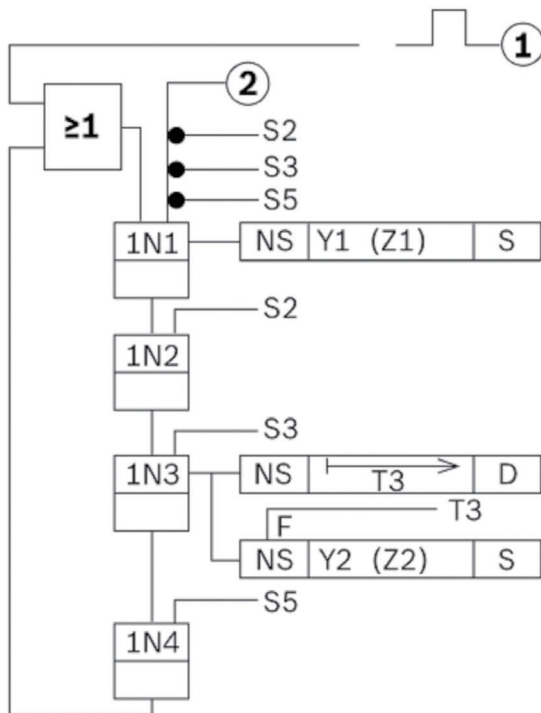 1
2
≥1
S2
S3
S5
1N1 NS Y1 (Z1) S
S2
1N2
S3
1N3 NS T3 D
T3
F
NS Y2 (Z2) S
S5
1N4